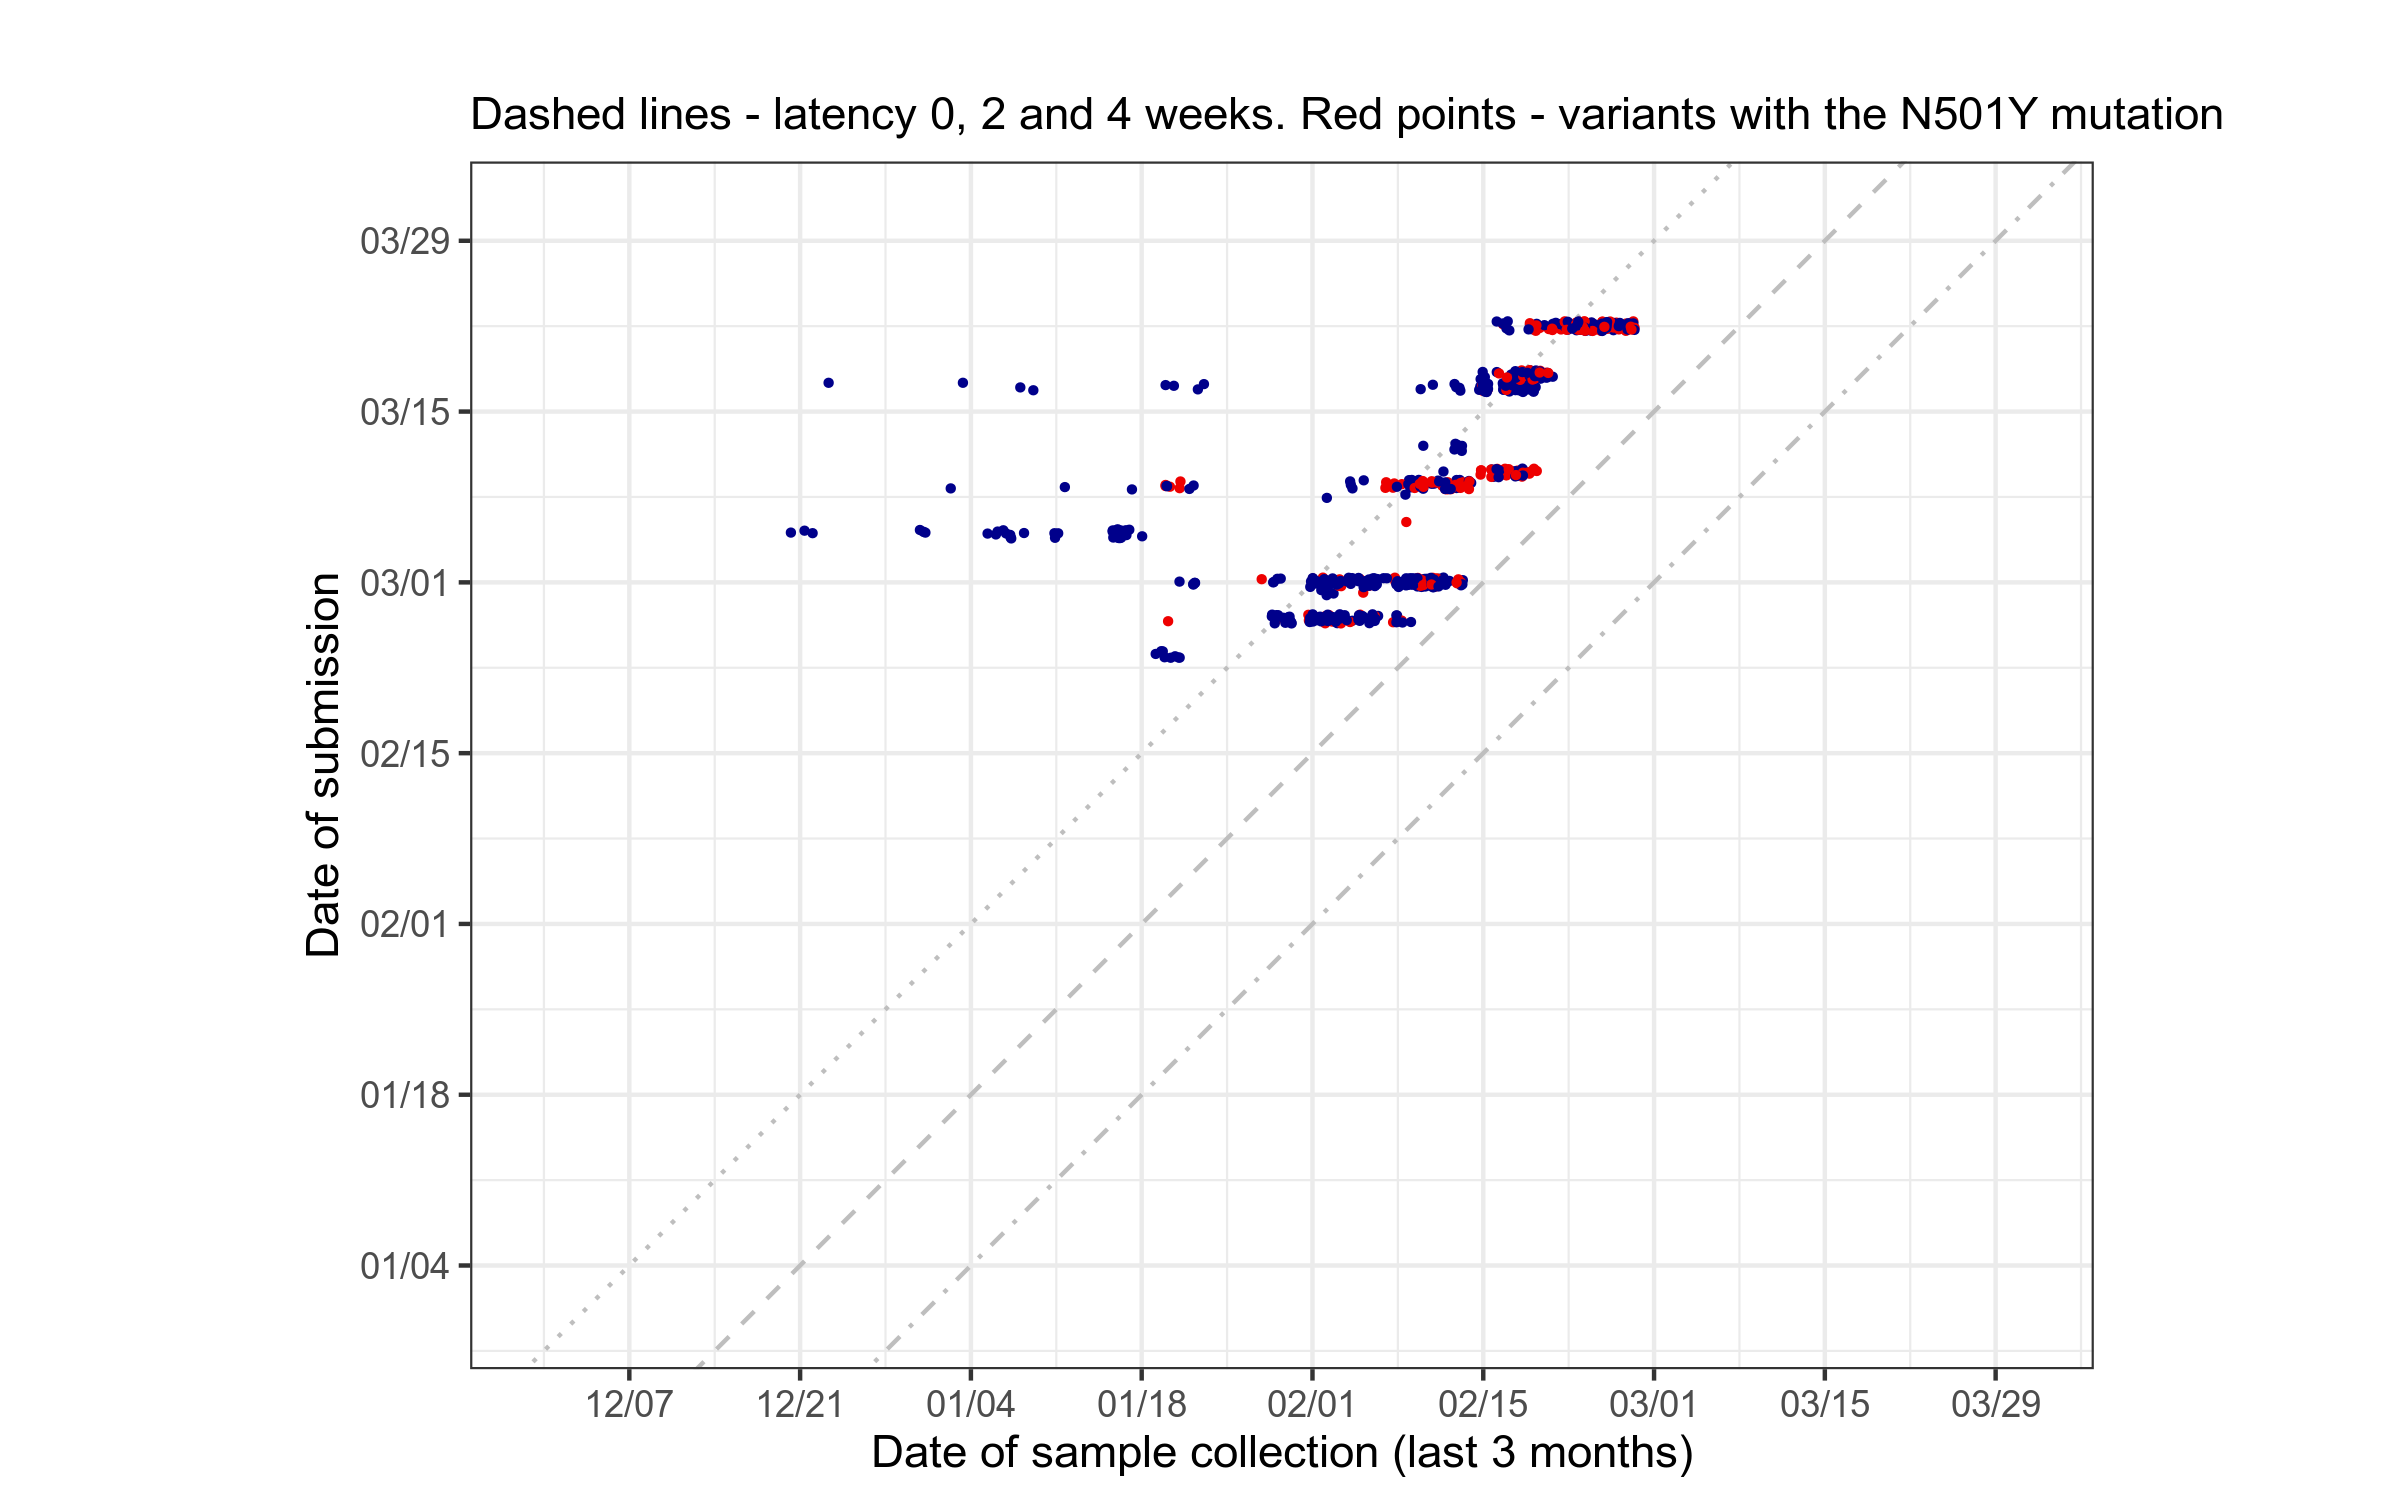 Dashed lines - latency 0, 2 and 4 weeks. Red points - variants with the N501Y mutation
Date of submission
03/29
03/15
03/01
02/15
02/01
01/18
01/04
12/07 12/21 01/04 01/18 02/01 02/15 03/01 03/15 03/29
Date of sample collection (last 3 months)